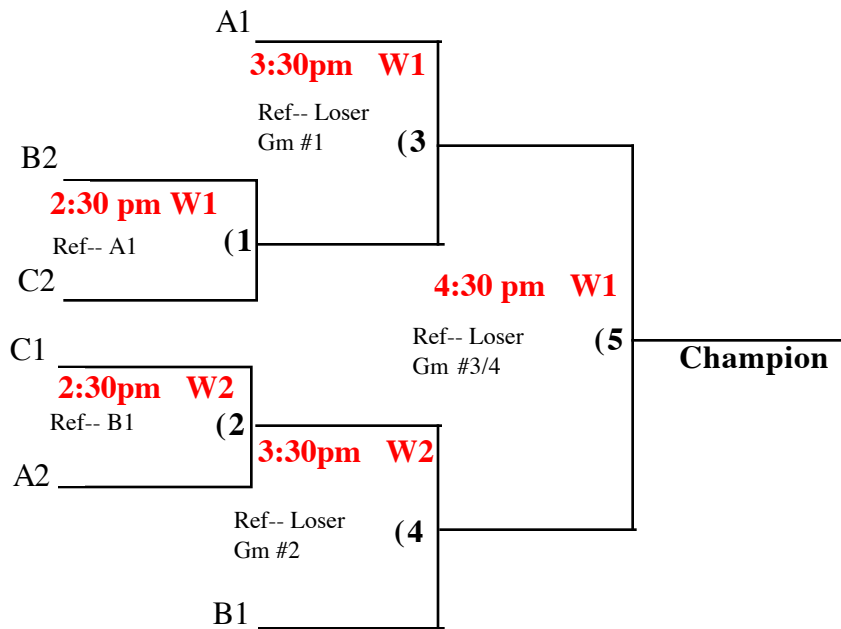 A1
3:30pm W1
Ref-- Loser
Gm #1
(3
B2
2:30 pm W1
Ref-- A1
(1
C2
4:30 pm W1
Ref-- Loser
Gm #3/4
(5
Champion
C1
2:30pm W2
Ref-- B1
(2
A2
3:30pm W2
Ref-- Loser
Gm #2
(4
B1